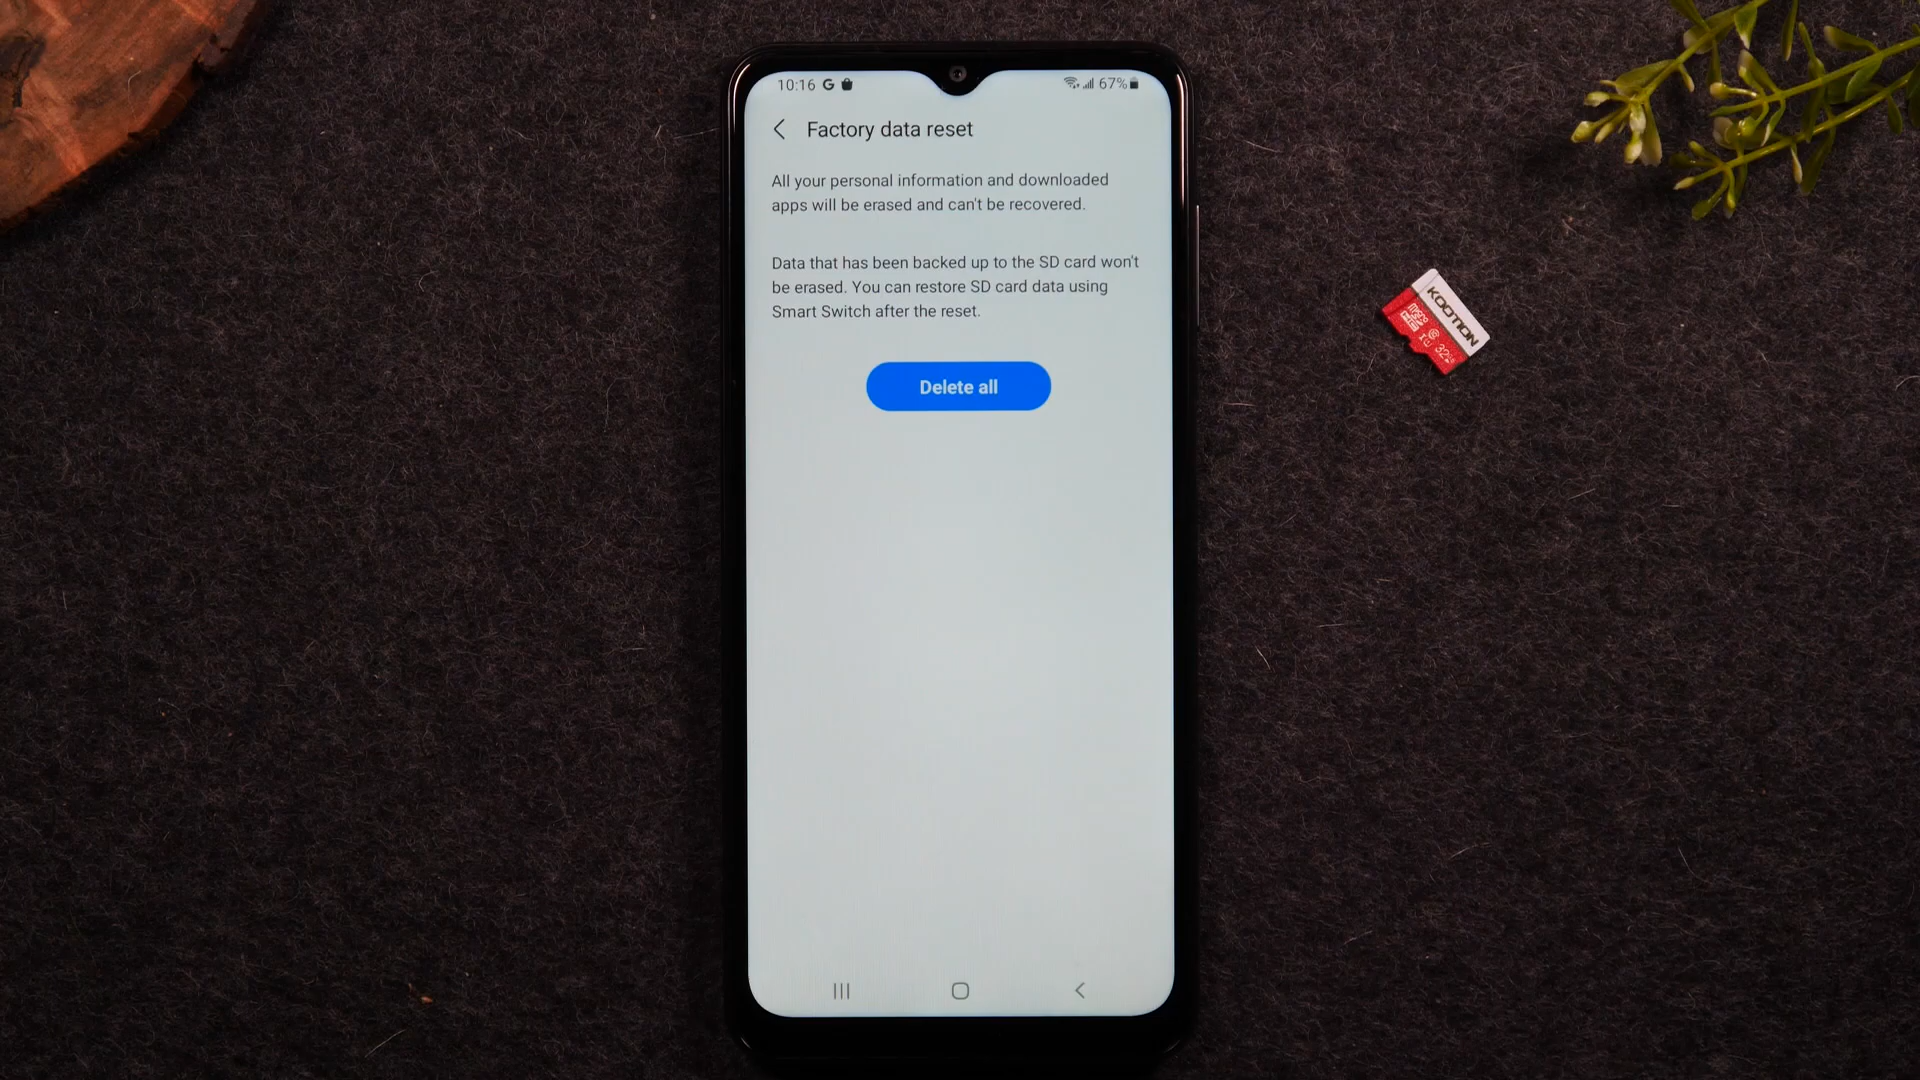 10:16 G
67%
Factory data reset
All your personal information and downloaded
apps will be erased and can't be recovered.
Data that has been backed up to the SD card won't
be erased. You can restore SD card data using
Smart Switch after the reset.
Delete all
KOOTION
micro
32